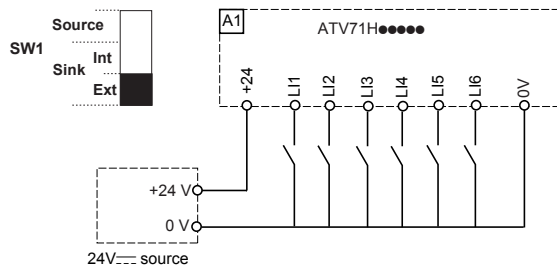 Source
SW1
Int
Sink
Ext
A1
ATV71H●●●●●
+24
LI1
LI2
LI3
LI4
LI5
LI6
0V
+24 V
0 V
24V source